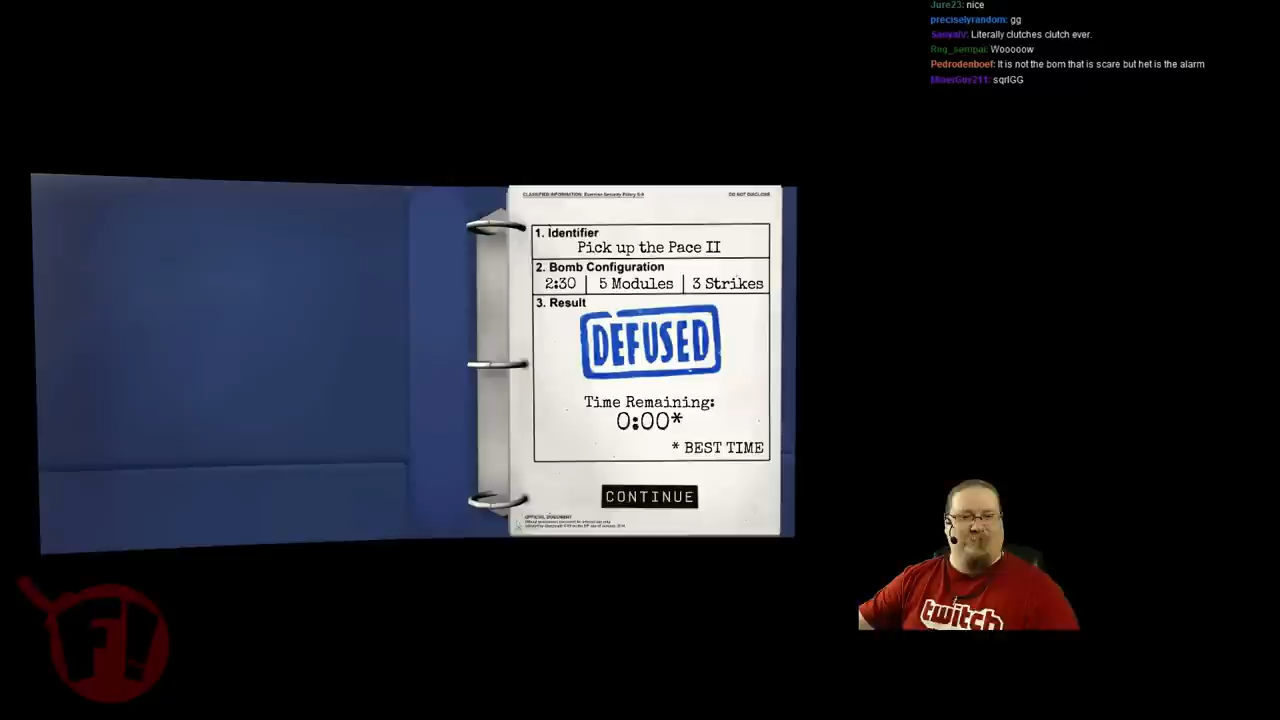 Jure23: nice
preciselyrandom: gg
Literally clutches clutch ever.
Rng_sempai: Wooooow
Pedrodenboef: It is not the bom that is scare but het is the alarm
MinerGuy211: sqrlGG
CLASSIFIED INFORMATION: DO NOT DISCLOSE
1. Identifier
Pick up the Pace II
2. Bomb Configuration
2:30 | 5 Modules | 3 Strikes
3. Result
DEFUSED
Time Remaining:
0:00*
* BEST TIME
CONTINUE
OFFICIAL DOCUMENT
twitch
F!